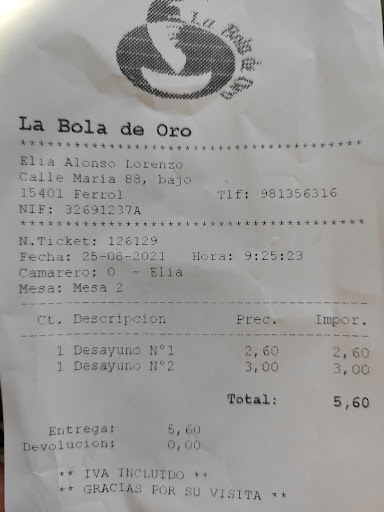 La Bola de Oro
La Bola de Oro
************************************
Elia Alonso Lorenzo
Calle Maria 88, bajo
15401 Ferrol Tlf: 981356316
NIF: 32691237A
************************************
N.Ticket: 126129
Fecha: 25-08-2021 Hora: 9:25:23
Camarero: 0 - Elia
Mesa: Mesa 2
------------------------------------
Ct. Descripcion Prec. Impor.
------------------------------------
1 Desayuno Nº1 2,60 2,60
1 Desayuno Nº2 3,00 3,00
Total: 5,60
Entrega: 5,60
Devolucion: 0,00
** IVA INCLUIDO **
** GRACIAS POR SU VISITA **